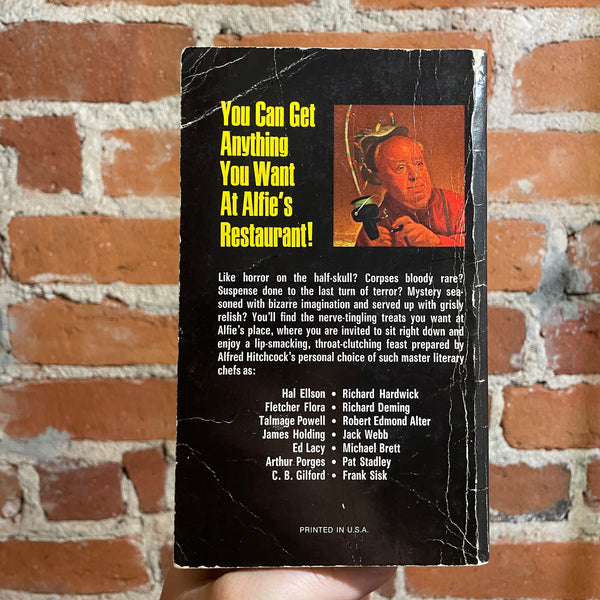 You Can Get
Anything
You Want
At Alfie's
Restaurant!
Like horror on the half-skull? Corpses bloody rare?
Suspense done to the last turn of terror? Mystery sea-
soned with bizarre imagination and served up with grisly
relish? You'll find the nerve-tingling treats you want at
Alfie's place, where you are invited to sit right down and
enjoy a lip-smacking, throat-clutching feast prepared by
Alfred Hitchcock's personal choice of such master literary
chefs as:
Hal Ellson • Richard Hardwick
Fletcher Flora • Richard Deming
Talmage Powell • Robert Edmond Alter
James Holding • Jack Webb
Ed Lacy • Michael Brett
Arthur Porges • Pat Stadley
C. B. Gilford • Frank Sisk
PRINTED IN U.S.A.